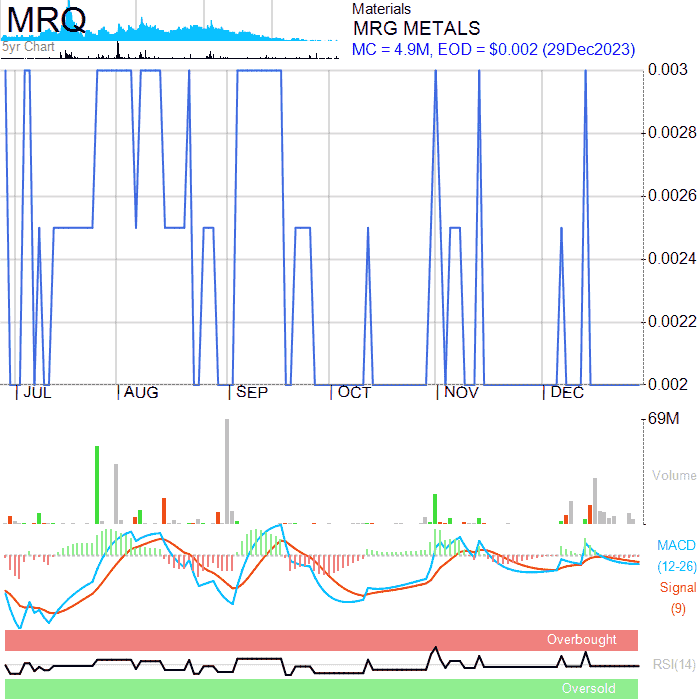 MRQ
5yr Chart
Materials
MRG METALS
MC = 4.9M, EOD = $0.002 (29Dec2023)
0.003
0.0028
0.0026
0.0024
0.0022
0.002
JUL AUG SEP OCT NOV DEC
69M
Volume
MACD
(12-26)
Signal
(9)
Overbought
RSI(14)
Oversold